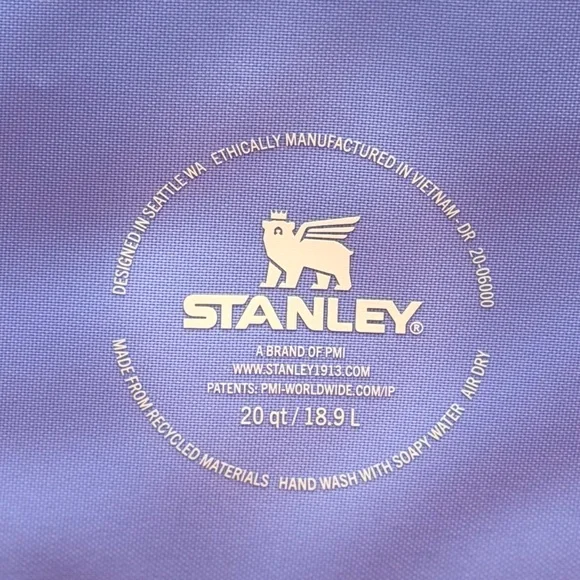 DESIGNED IN SEATTLE WA ETHICALLY MANUFACTURED IN VIETNAM · DR 20-06000
STANLEY®
A BRAND OF PMI
WWW.STANLEY1913.COM
PATENTS: PMI-WORLDWIDE.COM/IP
20 qt / 18.9 L
MADE FROM RECYCLED MATERIALS HAND WASH WITH SOAPY WATER AIR DRY